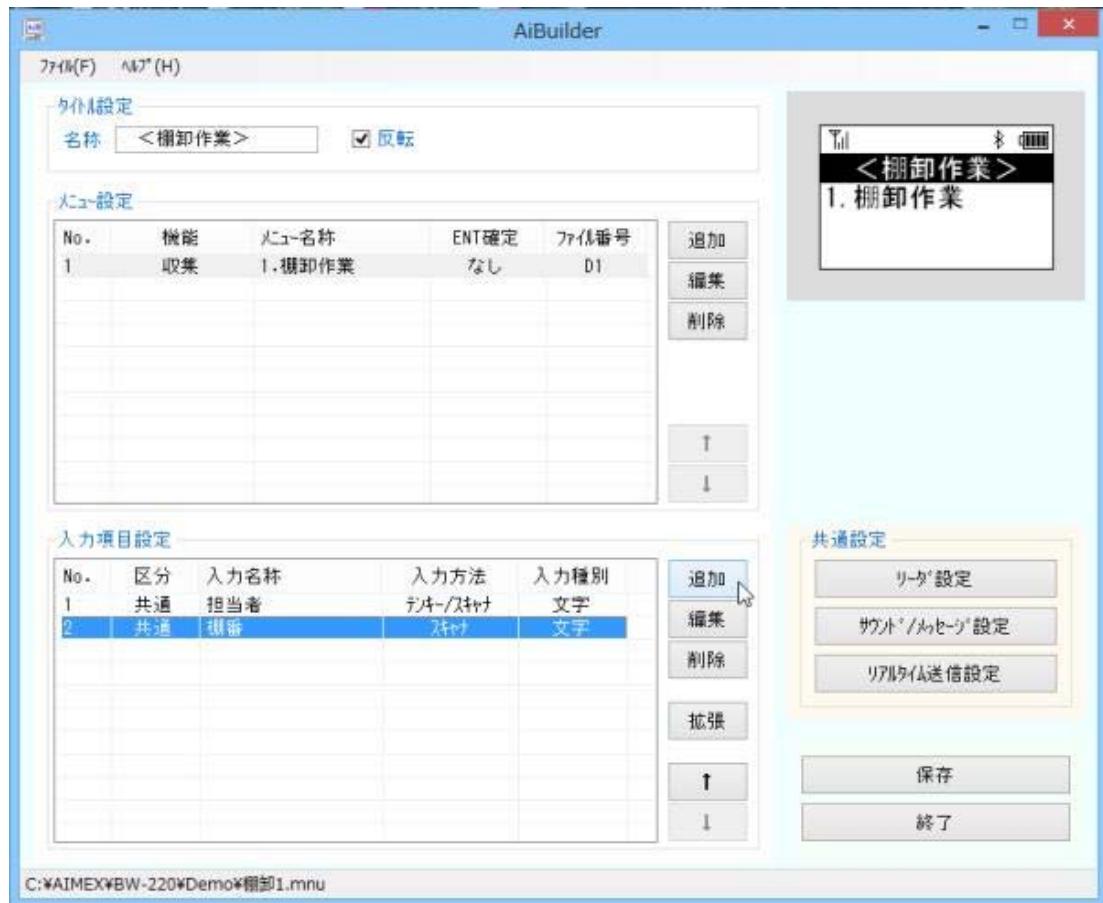 AiBuilder
ﾌｧｲﾙ(F) ﾍﾙﾌﾟ(H)
ﾀｲﾄﾙ設定
名称 ＜棚卸作業＞ 反転
ﾒﾆｭｰ設定
No. 機能 ﾒﾆｭｰ名称 ENT確定 ﾌｧｲﾙ番号
1 収集 1.棚卸作業 なし D1
追加
編集
削除
↑
↓
入力項目設定
No. 区分 入力名称 入力方法 入力種別
1 共通 担当者 ﾃﾝｷｰ/ｽｷｬﾅ 文字
2 共通 棚番 ｽｷｬﾅ 文字
追加
編集
削除
拡張
↑
↓
＜棚卸作業＞
1.棚卸作業
共通設定
ﾘｰﾀﾞ設定
ｻｳﾝﾄﾞ/ﾒｯｾｰｼﾞ設定
ﾘｱﾙﾀｲﾑ送信設定
保存
終了
C:¥AIMEX¥BW-220¥Demo¥棚卸1.mnu